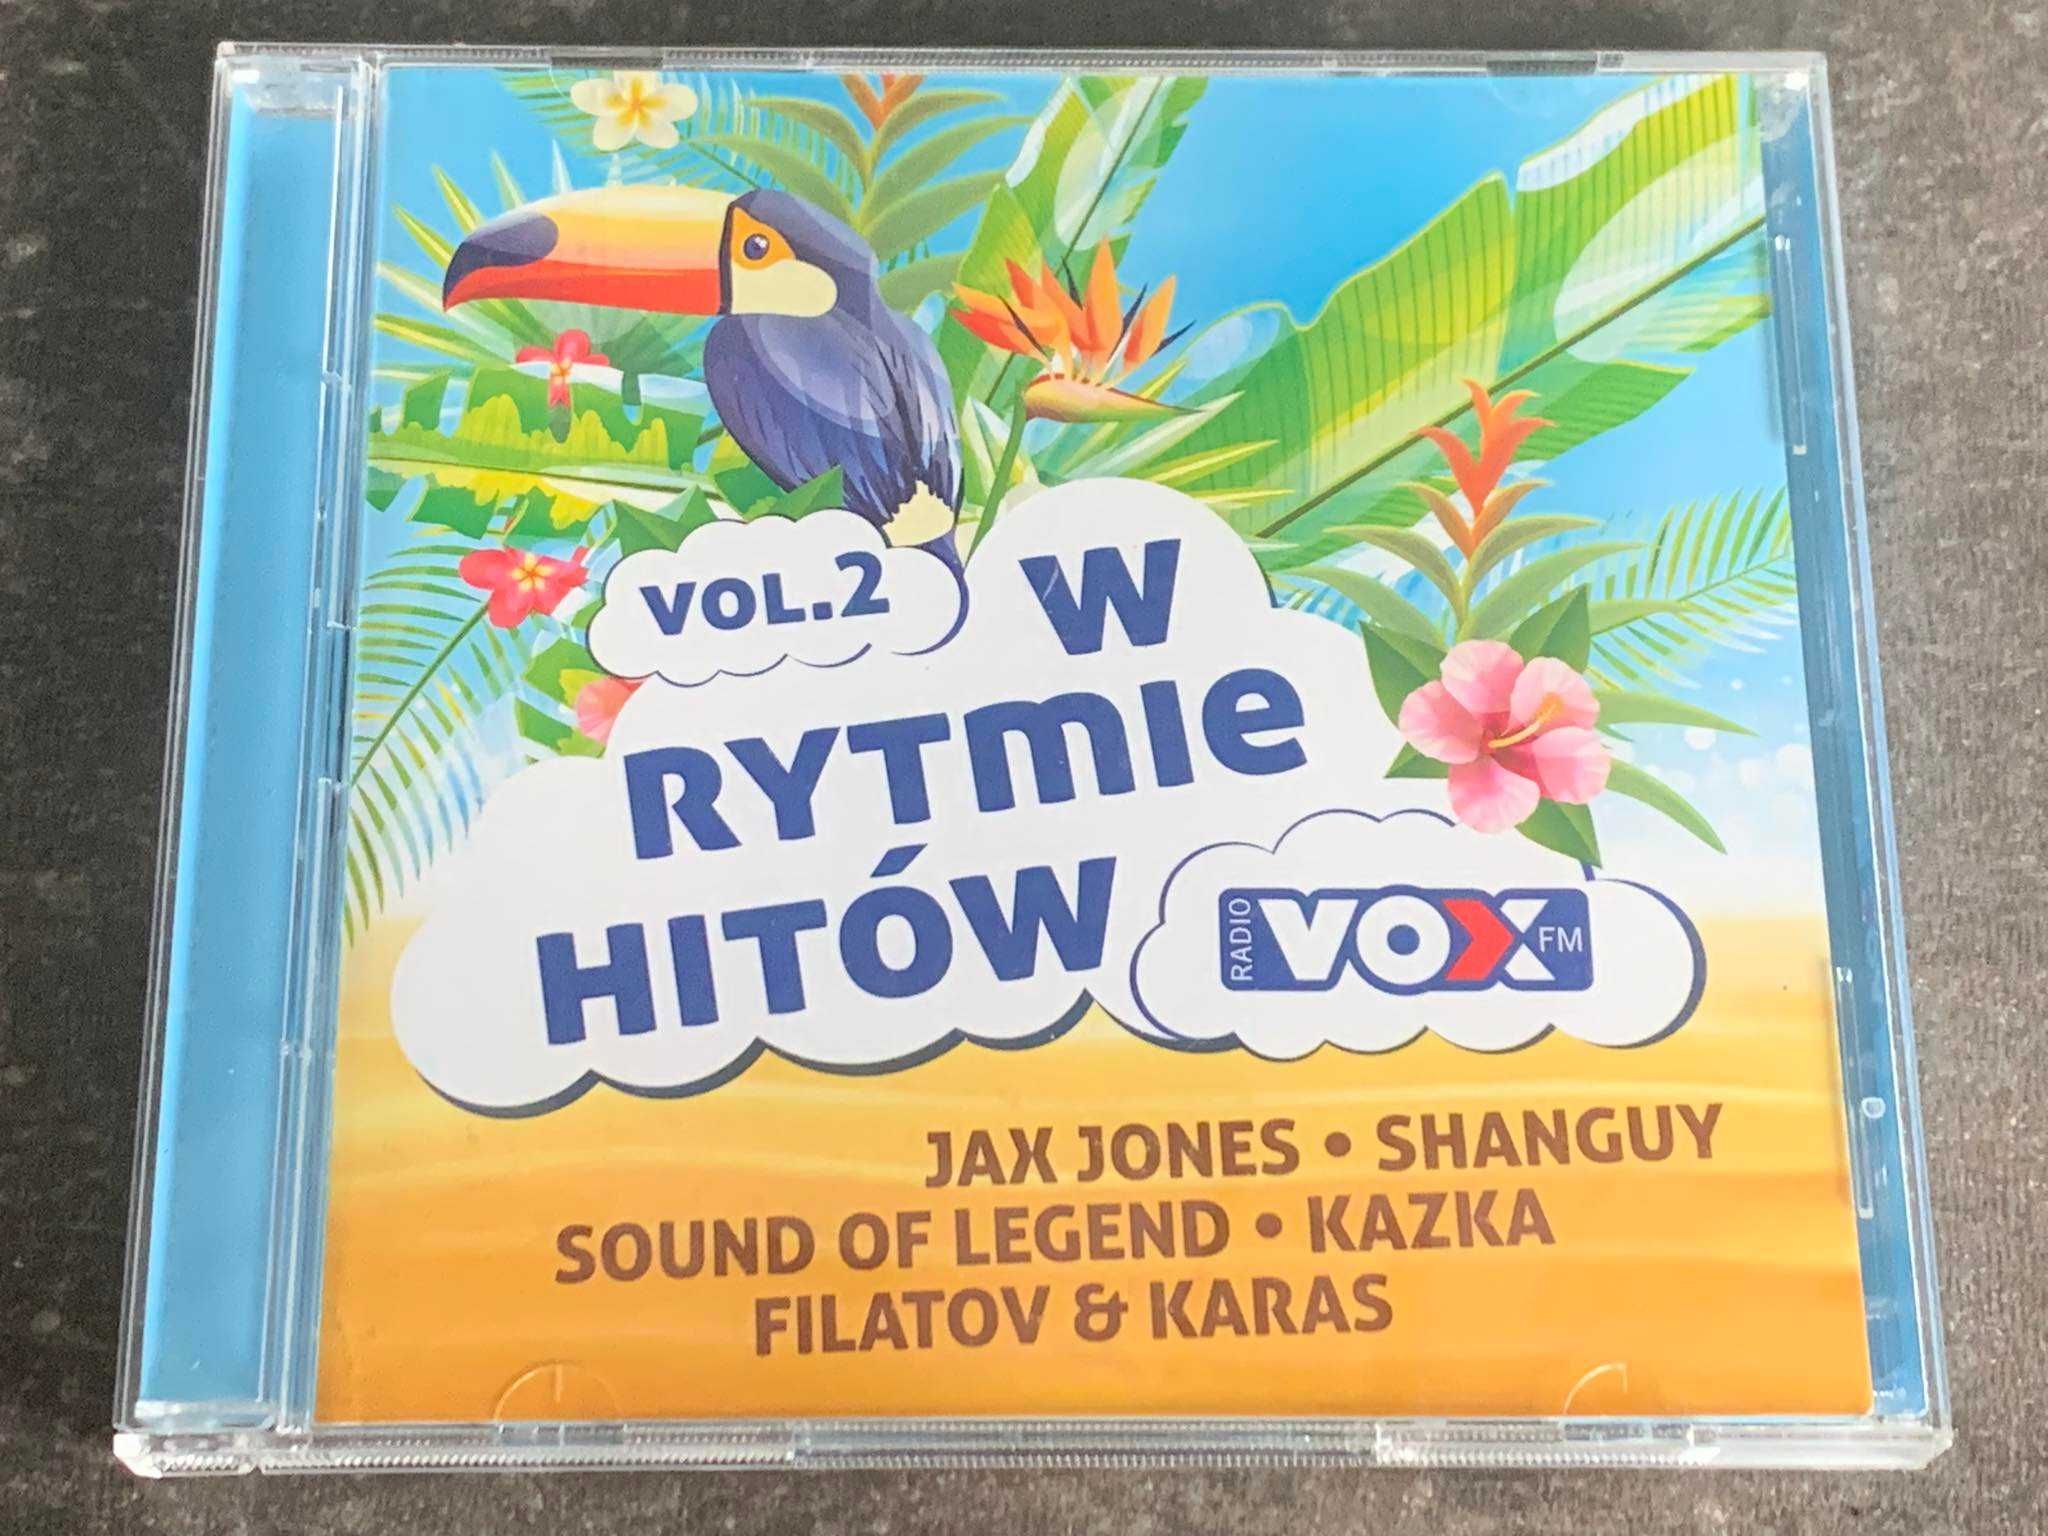 VOL.2
W
RYTMIE
HITÓW
RADIO VOX FM
JAX JONES • SHANGUY
SOUND OF LEGEND • KAZKA
FILATOV & KARAS